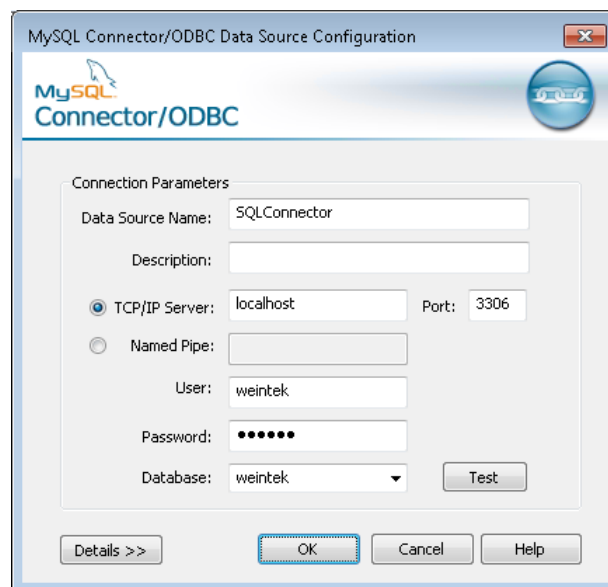 MySQL Connector/ODBC Data Source Configuration
MySQL
Connector/ODBC
Connection Parameters
Data Source Name: SQLConnector
Description:
TCP/IP Server: localhost Port: 3306
Named Pipe:
User: weintek
Password: ••••••
Database: weintek Test
Details >> OK Cancel Help